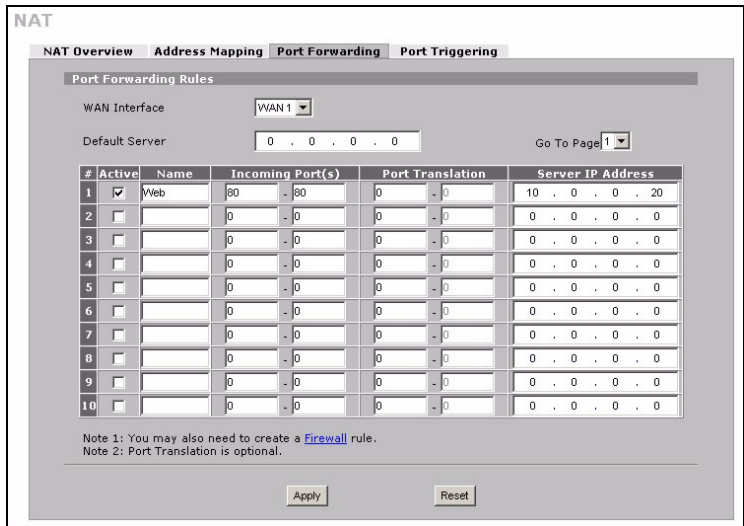 NAT
NAT Overview Address Mapping Port Forwarding Port Triggering
Port Forwarding Rules
WAN Interface WAN 1
Default Server 0 . 0 . 0 . 0 Go To Page 1
# Active Name Incoming Port(s) Port Translation Server IP Address
1 Web 80 - 80 0 - 0 10 . 0 . 0 . 20
2 0 - 0 0 - 0 0 . 0 . 0 . 0
3 0 - 0 0 - 0 0 . 0 . 0 . 0
4 0 - 0 0 - 0 0 . 0 . 0 . 0
5 0 - 0 0 - 0 0 . 0 . 0 . 0
6 0 - 0 0 - 0 0 . 0 . 0 . 0
7 0 - 0 0 - 0 0 . 0 . 0 . 0
8 0 - 0 0 - 0 0 . 0 . 0 . 0
9 0 - 0 0 - 0 0 . 0 . 0 . 0
10 0 - 0 0 - 0 0 . 0 . 0 . 0
Note 1: You may also need to create a Firewall rule.
Note 2: Port Translation is optional.
Apply Reset